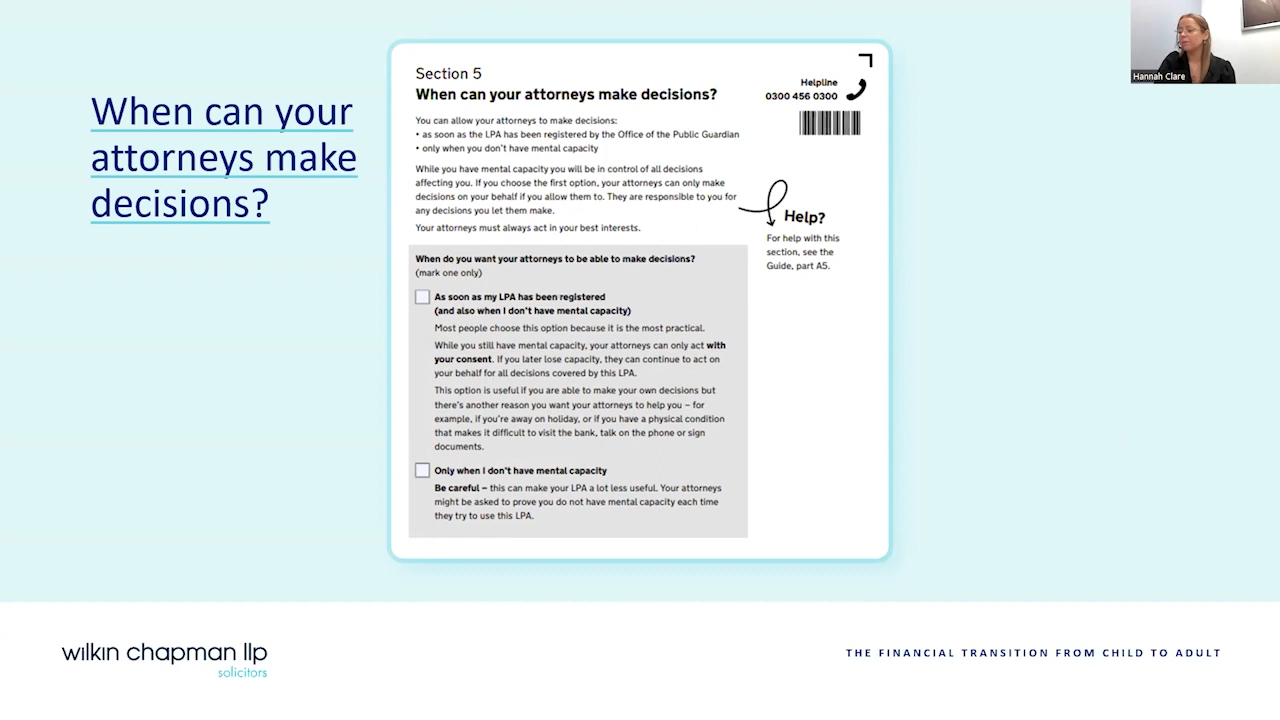 When can your
attorneys make
decisions?
Section 5
When can your attorneys make decisions?
You can allow your attorneys to make decisions:
• as soon as the LPA has been registered by the Office of the Public Guardian
• only when you don't have mental capacity
While you have mental capacity you will be in control of all decisions
affecting you. If you choose the first option, your attorneys can only make
decisions on your behalf if you allow them to. They are responsible to you for
any decisions you let them make.
Your attorneys must always act in your best interests.
When do you want your attorneys to be able to make decisions?
(mark one only)
As soon as my LPA has been registered
(and also when I don't have mental capacity)
Most people choose this option because it is the most practical.
While you still have mental capacity, your attorneys can only act with
your consent. If you later lose capacity, they can continue to act on
your behalf for all decisions covered by this LPA.
This option is useful if you are able to make your own decisions but
there's another reason you want your attorneys to help you – for
example, if you're away on holiday, or if you have a physical condition
that makes it difficult to visit the bank, talk on the phone or sign
documents.
Only when I don't have mental capacity
Be careful – this can make your LPA a lot less useful. Your attorneys
might be asked to prove you do not have mental capacity each time
they try to use this LPA.
Helpline
0300 456 0300
Help?
For help with this
section, see the
Guide, part A5.
Hannah Clare
wilkin chapman llp
solicitors
THE FINANCIAL TRANSITION FROM CHILD TO ADULT